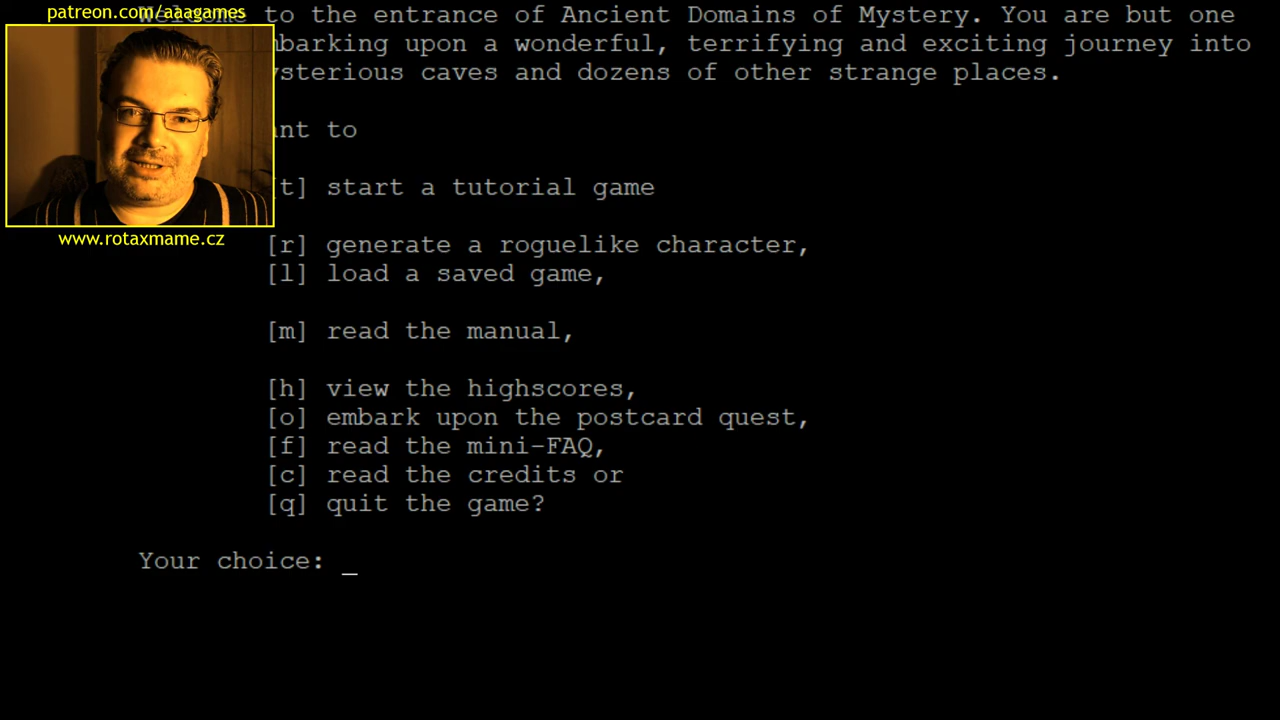 patreon.com/aaagames
Welcome to the entrance of Ancient Domains of Mystery. You are but one
barking upon a wonderful, terrifying and exciting journey into
sterious caves and dozens of other strange places.
nt to
[t] start a tutorial game
www.rotaxmame.cz
[r] generate a roguelike character,
[l] load a saved game,
[m] read the manual,
[h] view the highscores,
[o] embark upon the postcard quest,
[f] read the mini-FAQ,
[c] read the credits or
[q] quit the game?
Your choice: _